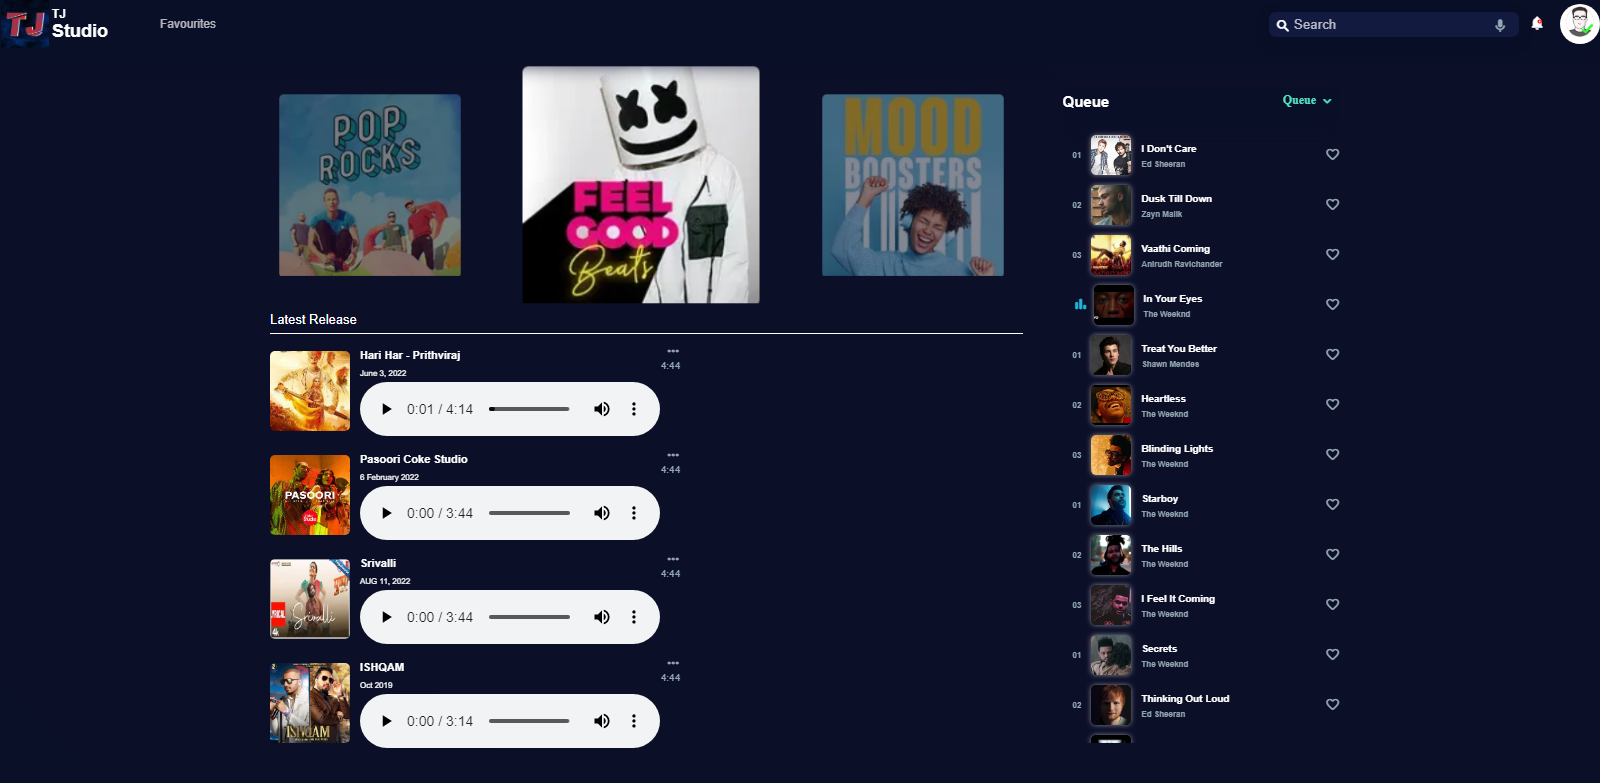 TJ
TJ
Studio
Favourites
Search
POP
ROCKS
FEEL
GOOD
Beats
MOOD
BOOSTERS
Queue
Queue
01
I Don't Care
Ed Sheeran
02
Dusk Till Down
Zayn Malik
03
Vaathi Coming
Anirudh Ravichander
In Your Eyes
The Weeknd
01
Treat You Better
Shawn Mendes
02
Heartless
The Weeknd
03
Blinding Lights
The Weeknd
01
Starboy
The Weeknd
02
The Hills
The Weeknd
03
I Feel It Coming
The Weeknd
01
Secrets
The Weeknd
02
Thinking Out Loud
Ed Sheeran
Latest Release
Hari Har - Prithviraj
June 3, 2022
4:44
0:01 / 4:14
PASOORI
Pasoori Coke Studio
6 February 2022
4:44
0:00 / 3:44
Srivalli
Srivalli
AUG 11, 2022
4:44
0:00 / 3:44
ISHQAM
ISHQAM
Oct 2019
4:44
0:00 / 3:14